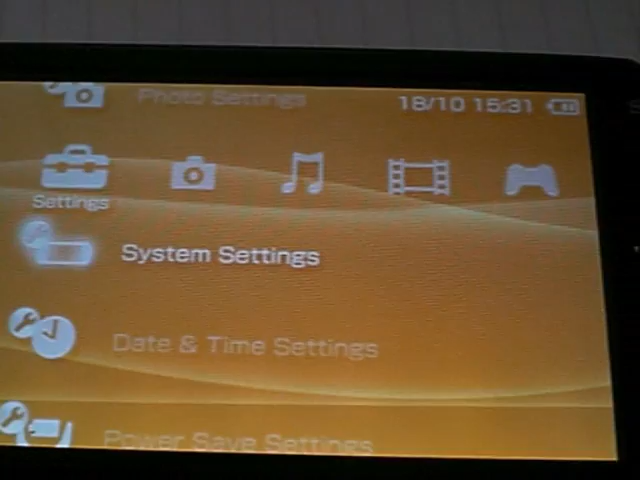 Photo Settings
18/10 15:31
Settings
System Settings
Date & Time Settings
Power Save Settings